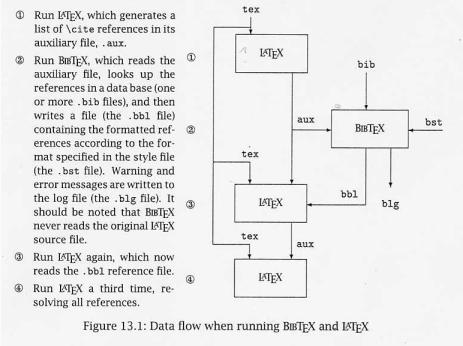 ① Run LATEX, which generates a
list of \cite references in its
auxiliary file, .aux.
② Run BIBTEX, which reads the
auxiliary file, looks up the
references in a data base (one
or more .bib files), and then
writes a file (the .bbl file)
containing the formatted ref-
erences according to the for-
mat specified in the style file
(the .bst file). Warning and
error messages are written to
the log file (the .blg file). It
should be noted that BIBTEX
never reads the original LATEX
source file.
③ Run LATEX again, which now
reads the .bbl reference file.
④ Run LATEX a third time, re-
solving all references.
tex
① LATEX
bib
aux
② BIBTEX
bst
tex
bbl
blg
③ LATEX
tex
aux
④ LATEX
Figure 13.1: Data flow when running BIBTEX and LATEX